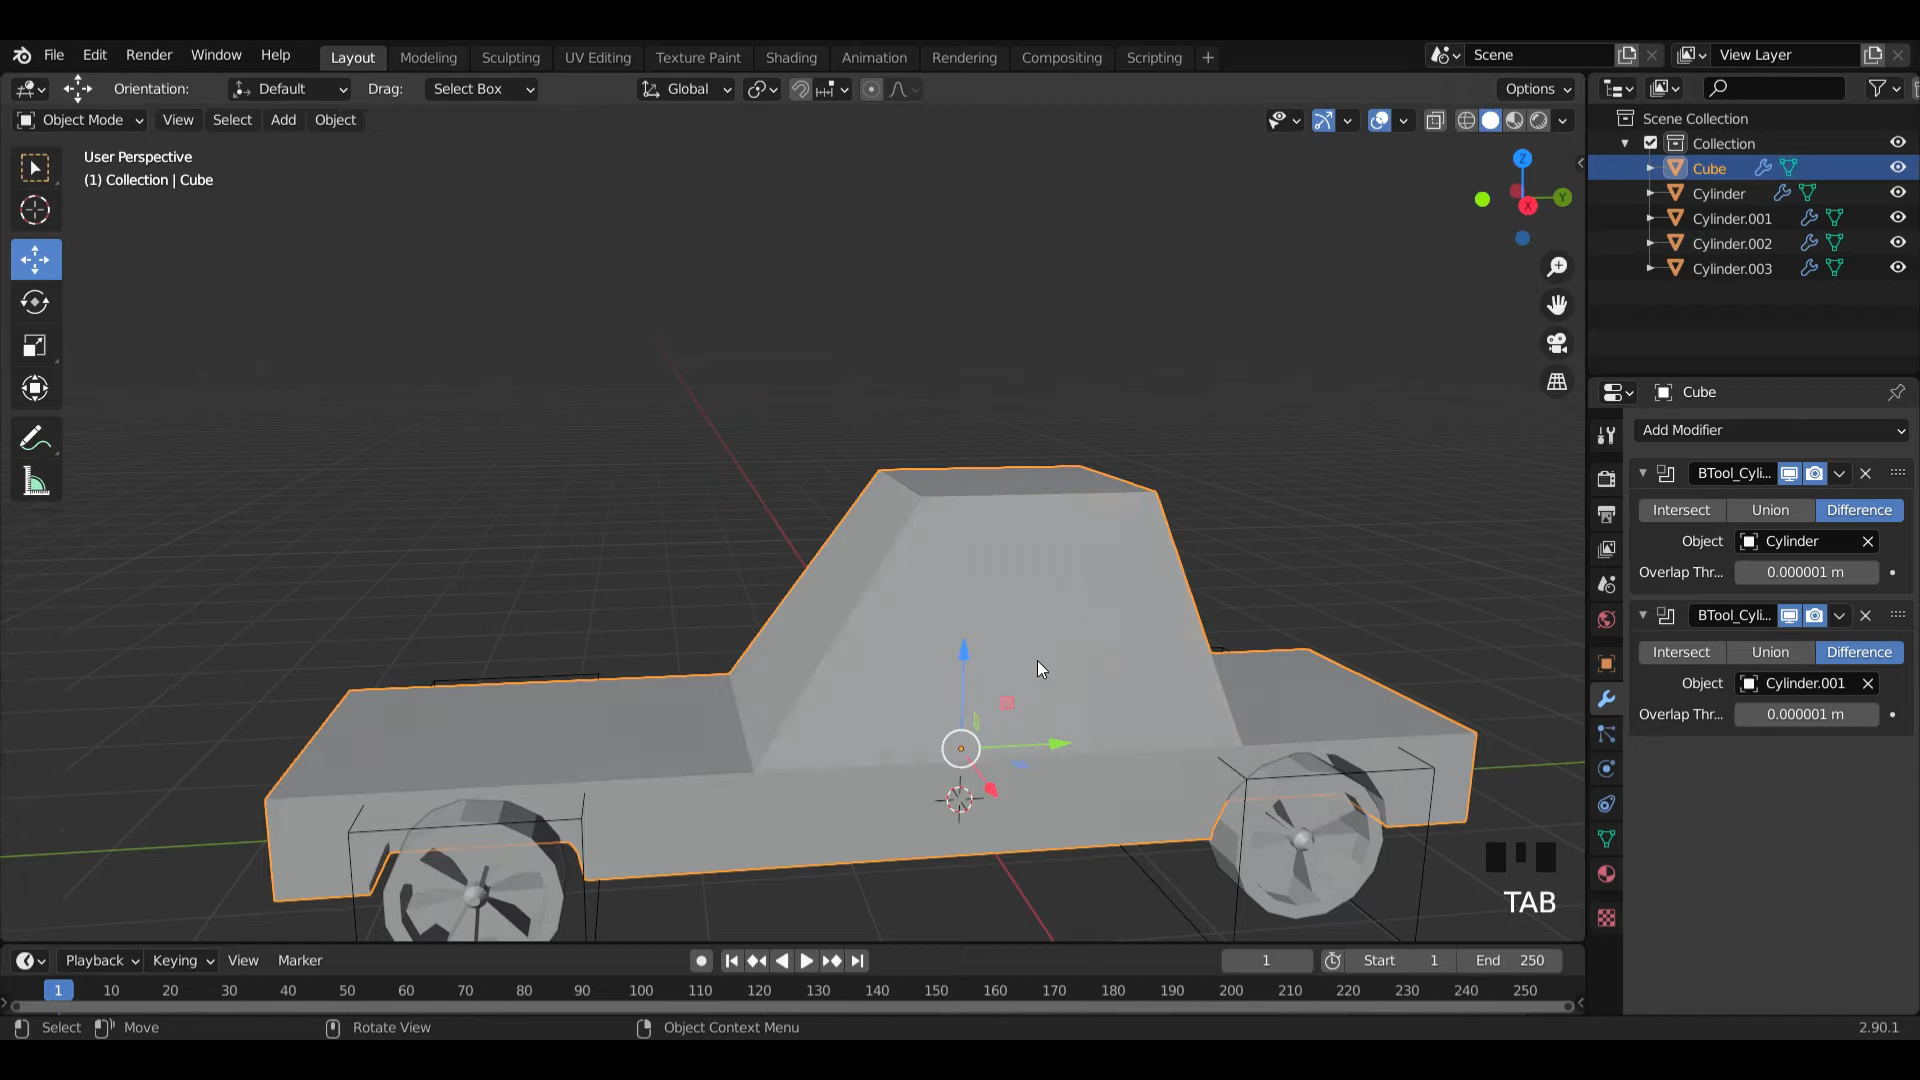 File Edit Render Window Help Layout Modeling Sculpting UV Editing Texture Paint Shading Animation Rendering Compositing Scripting + Scene View Layer
Orientation: Default Drag: Select Box Global Options
Object Mode View Select Add Object
User Perspective
(1) Collection | Cube
Z
Y
X
Scene Collection
Collection
Cube
Cylinder
Cylinder.001
Cylinder.002
Cylinder.003
Cube
Add Modifier
BTool_Cyli...
Intersect Union Difference
Object Cylinder
Overlap Thr... 0.000001 m
BTool_Cyli...
Intersect Union Difference
Object Cylinder.001
Overlap Thr... 0.000001 m
TAB
Playback Keying View Marker 1 Start 1 End 250
1 10 20 30 40 50 60 70 80 90 100 110 120 130 140 150 160 170 180 190 200 210 220 230 240 250
Select Move Rotate View Object Context Menu 2.90.1